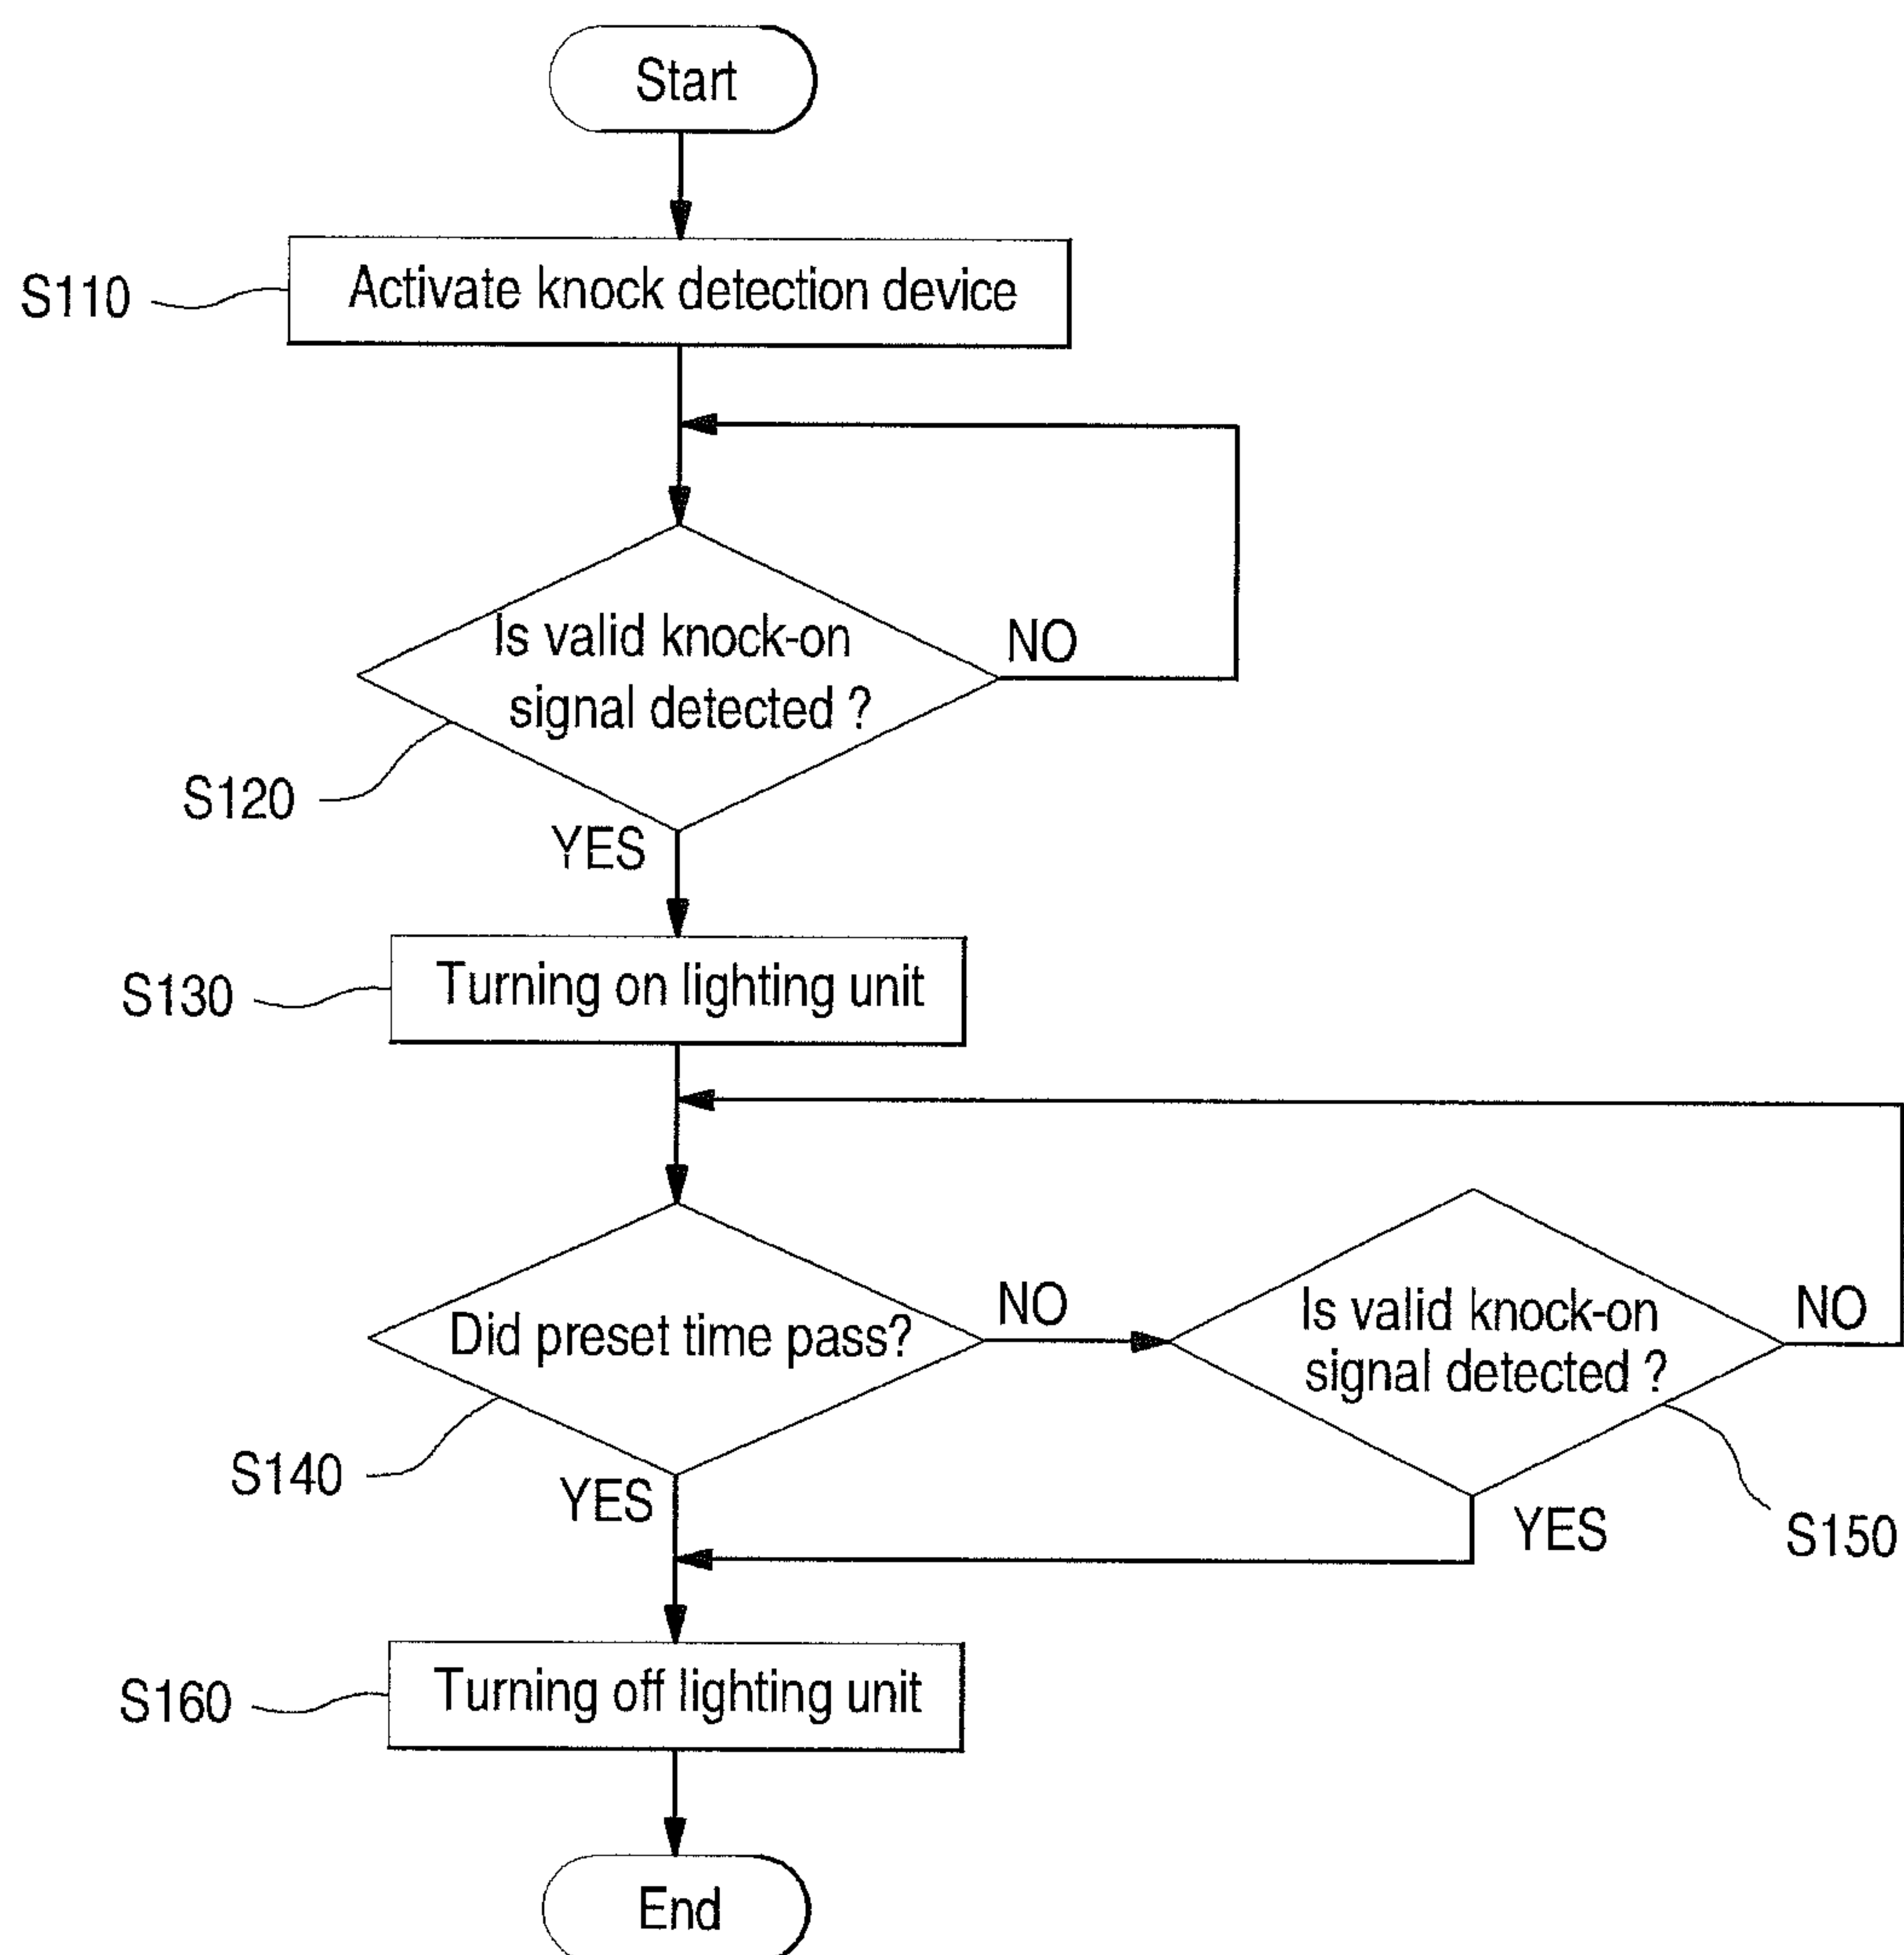 Start
S110
Activate knock detection device
Is valid knock-on
signal detected ?
NO
S120
YES
S130
Turning on lighting unit
Did preset time pass?
NO
Is valid knock-on
signal detected ?
NO
S140
YES
YES
S150
S160
Turning off lighting unit
End